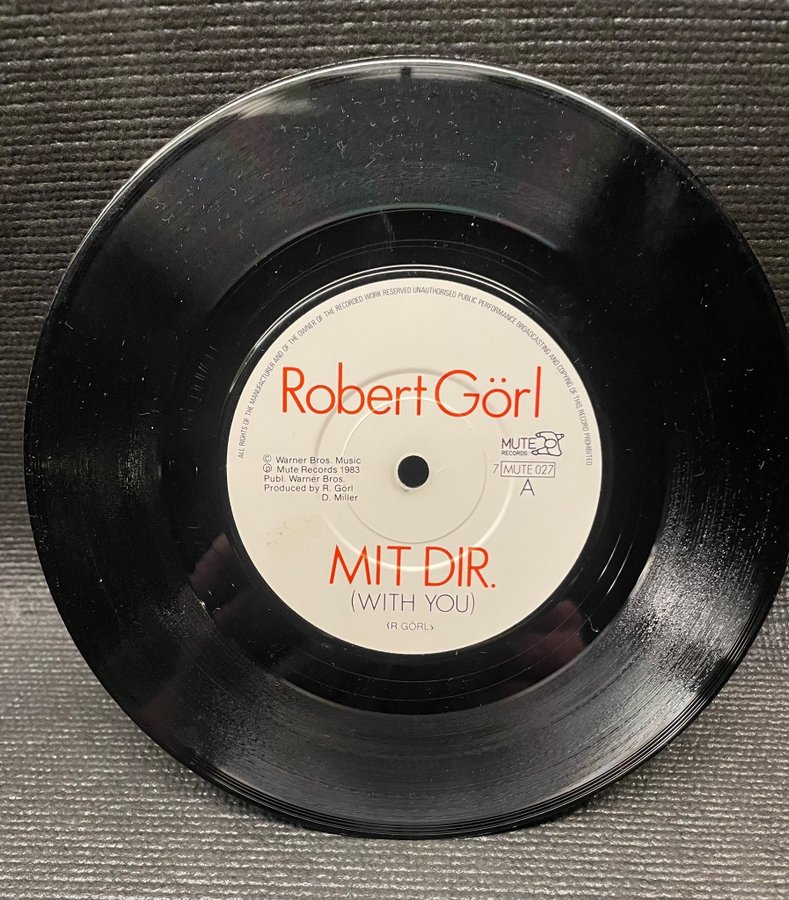 ALL RIGHTS OF THE MANUFACTURER AND OF THE OWNER OF THE RECORDED WORK RESERVED UNAUTHORISED PUBLIC PERFORMANCE BROADCASTING AND COPYING OF THIS RECORD PROHIBITED
Robert Görl
MUTE
RECORDS
© Warner Bros. Music
℗ Mute Records 1983
Publ. Warner Bros.
Produced by R. Görl
D. Miller
7 MUTE 027
A
MIT DIR.
(WITH YOU)
(R.GÖRL)